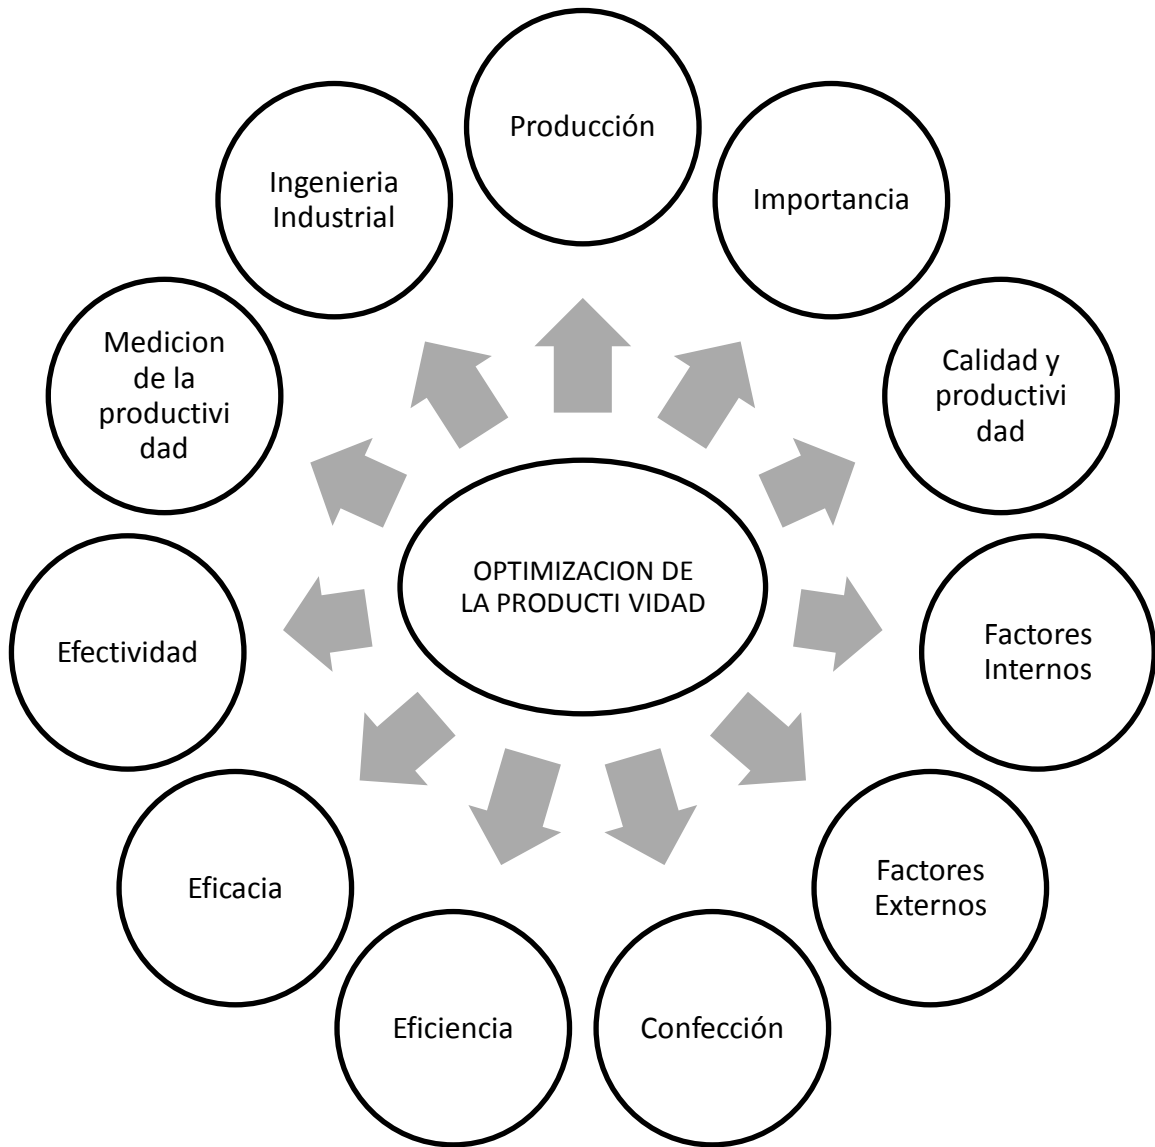 Producción
Importancia
Calidad y
productivi
dad
Factores
Internos
Factores
Externos
Confección
Eficiencia
Eficacia
Efectividad
Medicion
de la
productivi
dad
Ingenieria
Industrial
OPTIMIZACION DE
LA PRODUCTI VIDAD